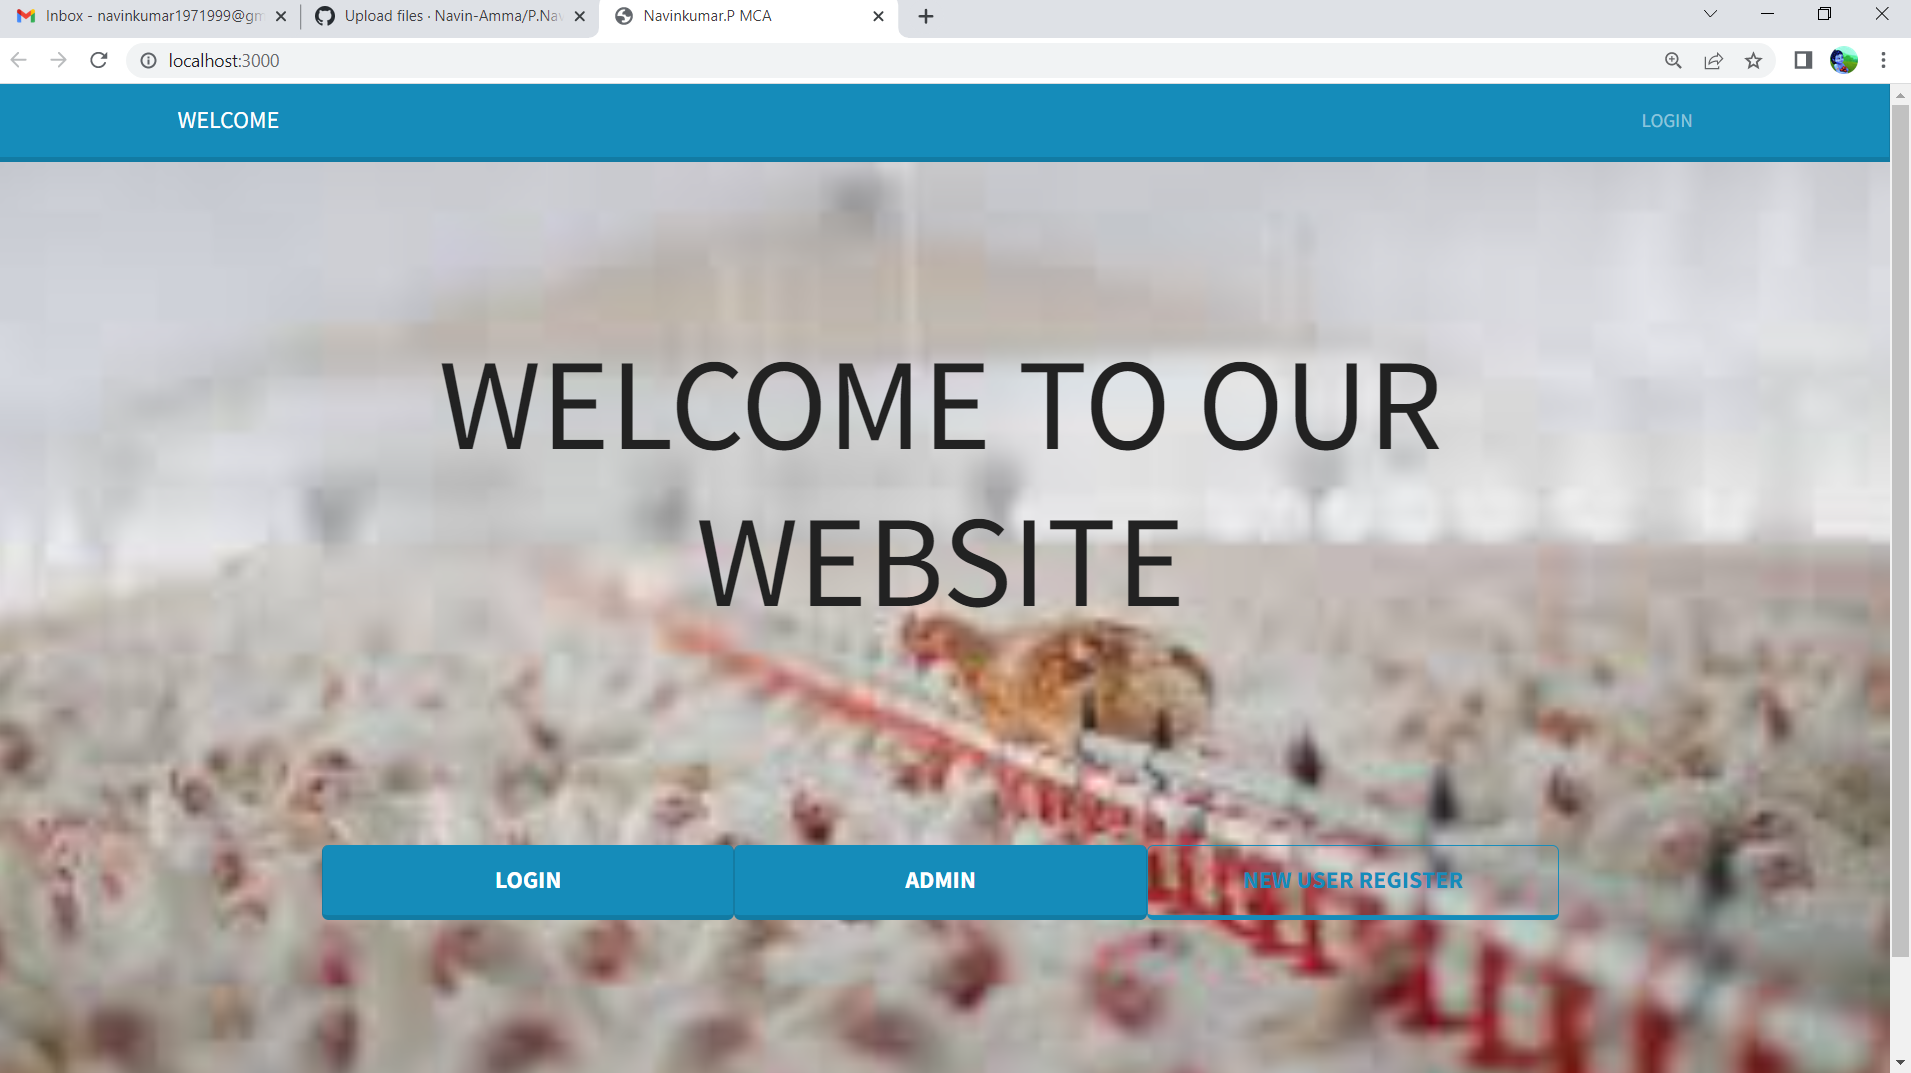 Inbox - navinkumar1971999@gm
Upload files · Navin-Amma/P.Nav
Navinkumar.P MCA
localhost:3000
WELCOME
LOGIN
WELCOME TO OUR
WEBSITE
LOGIN
ADMIN
NEW USER REGISTER